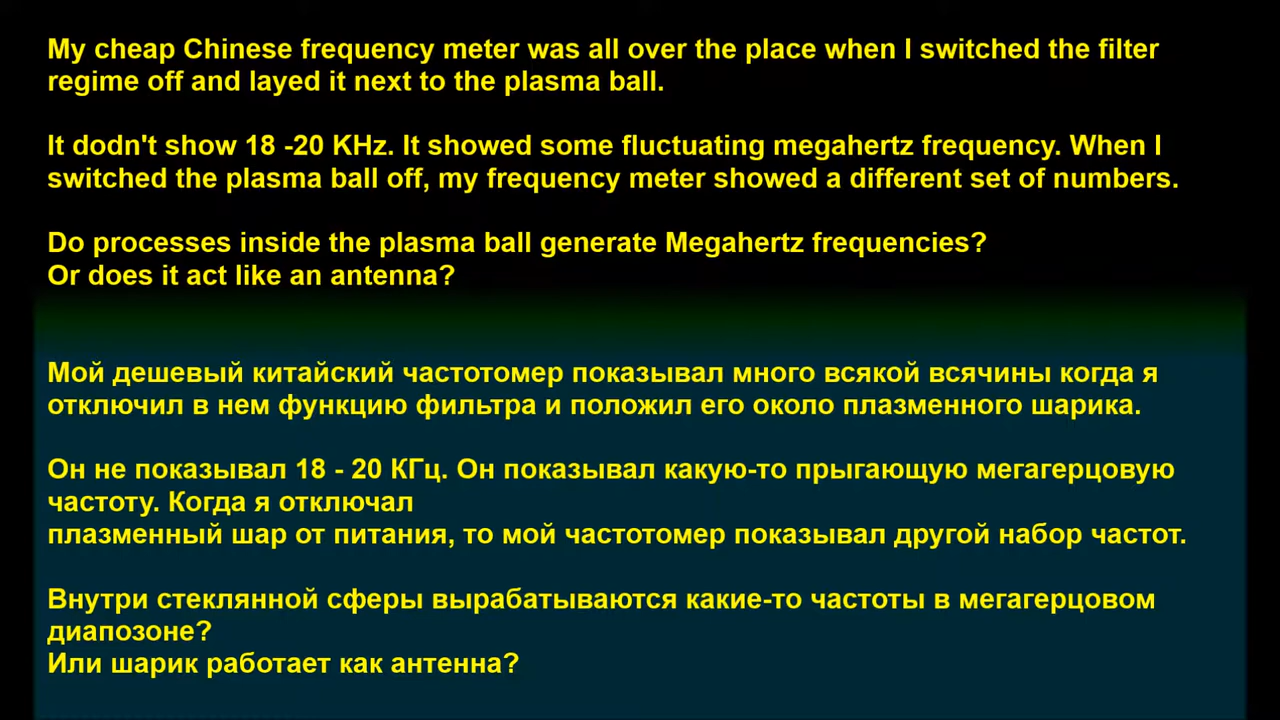 My cheap Chinese frequency meter was all over the place when I switched the filter
regime off and layed it next to the plasma ball.
It dodn't show 18 -20 KHz. It showed some fluctuating megahertz frequency. When I
switched the plasma ball off, my frequency meter showed a different set of numbers.
Do processes inside the plasma ball generate Megahertz frequencies?
Or does it act like an antenna?
Мой дешевый китайский частотомер показывал много всякой всячины когда я
отключил в нем функцию фильтра и положил его около плазменного шарика.
Он не показывал 18 - 20 КГц. Он показывал какую-то прыгающую мегагерцовую
частоту. Когда я отключал
плазменный шар от питания, то мой частотомер показывал другой набор частот.
Внутри стеклянной сферы вырабатываются какие-то частоты в мегагерцовом
диапозоне?
Или шарик работает как антенна?